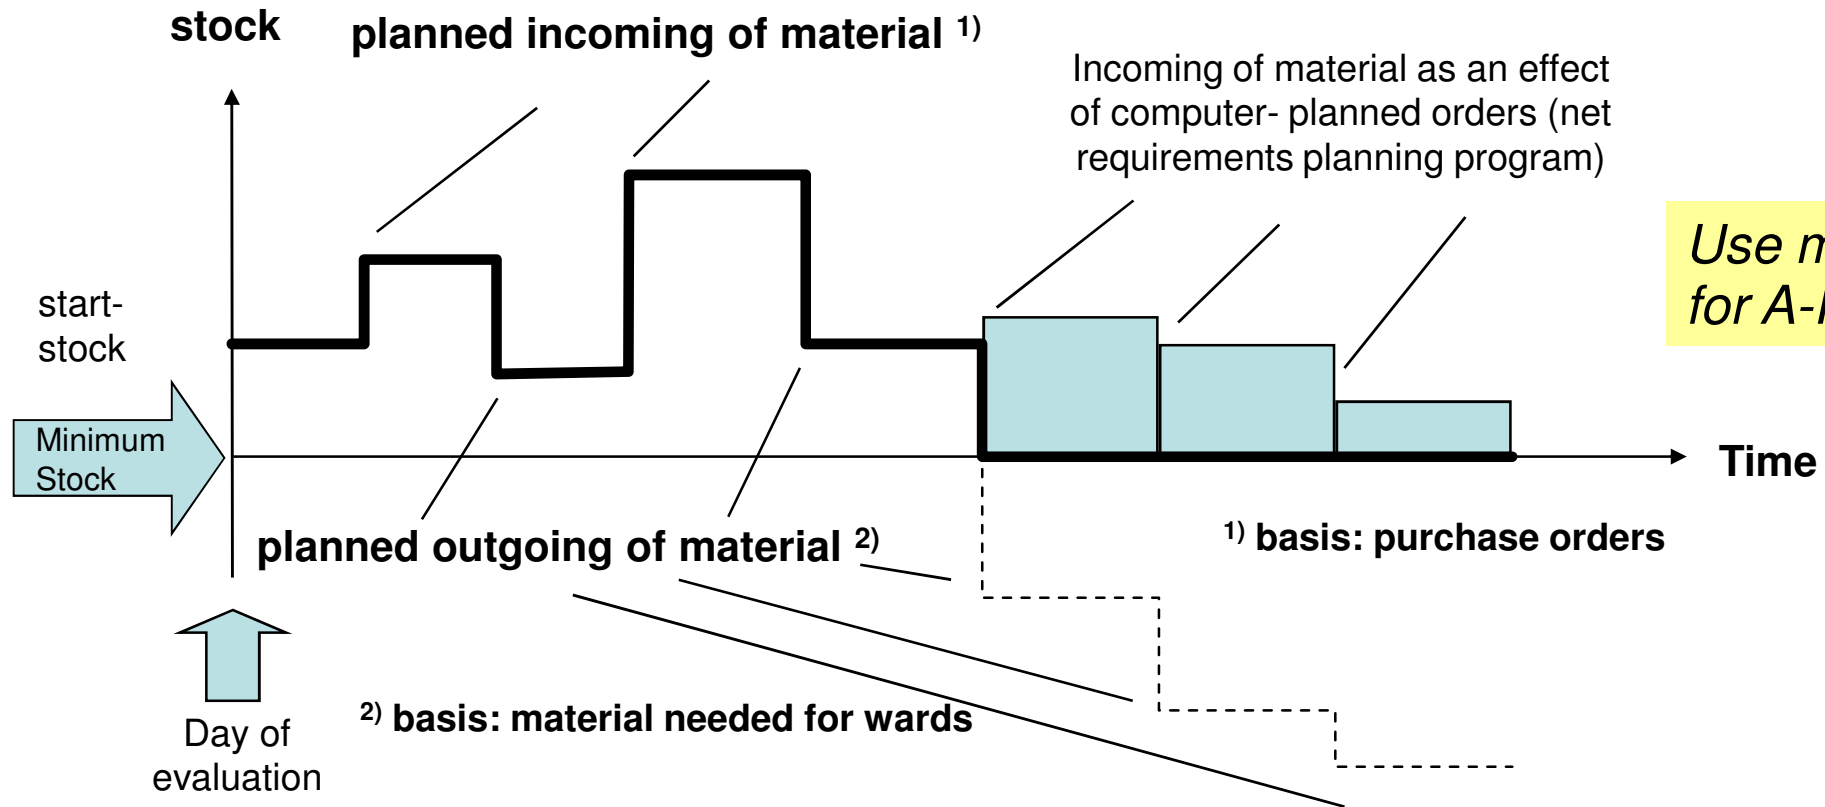 stock
planned incoming of material 1)
Incoming of material as an effect
of computer- planned orders (net
requirements planning program)
Use
for
start-
stock
Minimum
Stock
Time
planned outgoing of material 2)
1) basis: purchase orders
2) basis: material needed for wards
Day of
evaluation